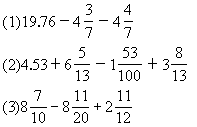 (1)19.76－4 3/7－4 4/7
(2)4.53＋6 5/13－1 53/100＋3 8/13
(3)8 7/10－8 11/20＋2 11/12